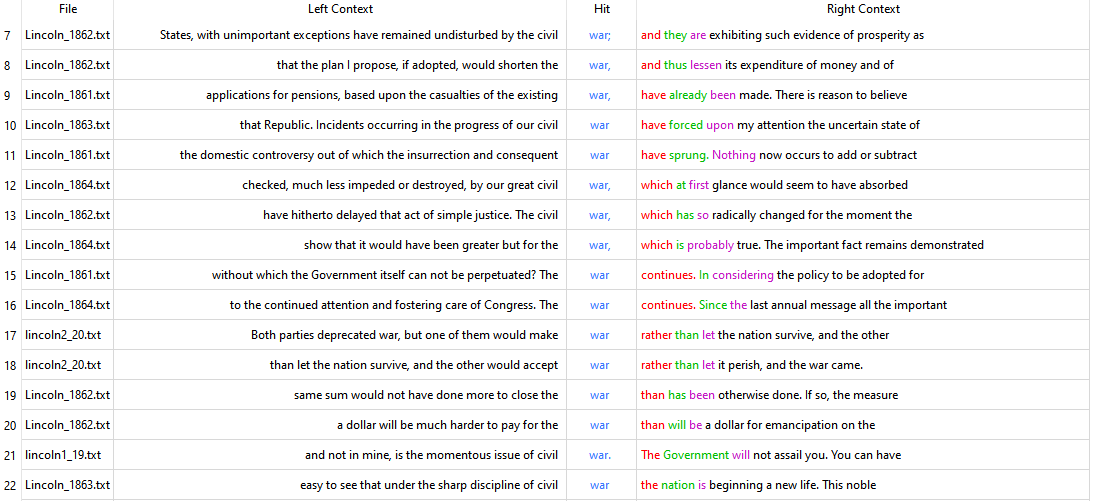 File Left Context Hit Right Context
7 Lincoln_1862.txt States, with unimportant exceptions have remained undisturbed by the civil war; and they are exhibiting such evidence of prosperity as
8 Lincoln_1862.txt that the plan I propose, if adopted, would shorten the war, and thus lessen its expenditure of money and of
9 Lincoln_1861.txt applications for pensions, based upon the casualties of the existing war, have already been made. There is reason to believe
10 Lincoln_1863.txt that Republic. Incidents occurring in the progress of our civil war have forced upon my attention the uncertain state of
11 Lincoln_1861.txt the domestic controversy out of which the insurrection and consequent war have sprung. Nothing now occurs to add or subtract
12 Lincoln_1864.txt checked, much less impeded or destroyed, by our great civil war, which at first glance would seem to have absorbed
13 Lincoln_1862.txt have hitherto delayed that act of simple justice. The civil war, which has so radically changed for the moment the
14 Lincoln_1864.txt show that it would have been greater but for the war, which is probably true. The important fact remains demonstrated
15 Lincoln_1861.txt without which the Government itself can not be perpetuated? The war continues. In considering the policy to be adopted for
16 Lincoln_1864.txt to the continued attention and fostering care of Congress. The war continues. Since the last annual message all the important
17 lincoln2_20.txt Both parties deprecated war, but one of them would make war rather than let the nation survive, and the other
18 lincoln2_20.txt than let the nation survive, and the other would accept war rather than let it perish, and the war came.
19 Lincoln_1862.txt same sum would not have done more to close the war than has been otherwise done. If so, the measure
20 Lincoln_1862.txt a dollar will be much harder to pay for the war than will be a dollar for emancipation on the
21 lincoln1_19.txt and not in mine, is the momentous issue of civil war. The Government will not assail you. You can have
22 Lincoln_1863.txt easy to see that under the sharp discipline of civil war the nation is beginning a new life. This noble